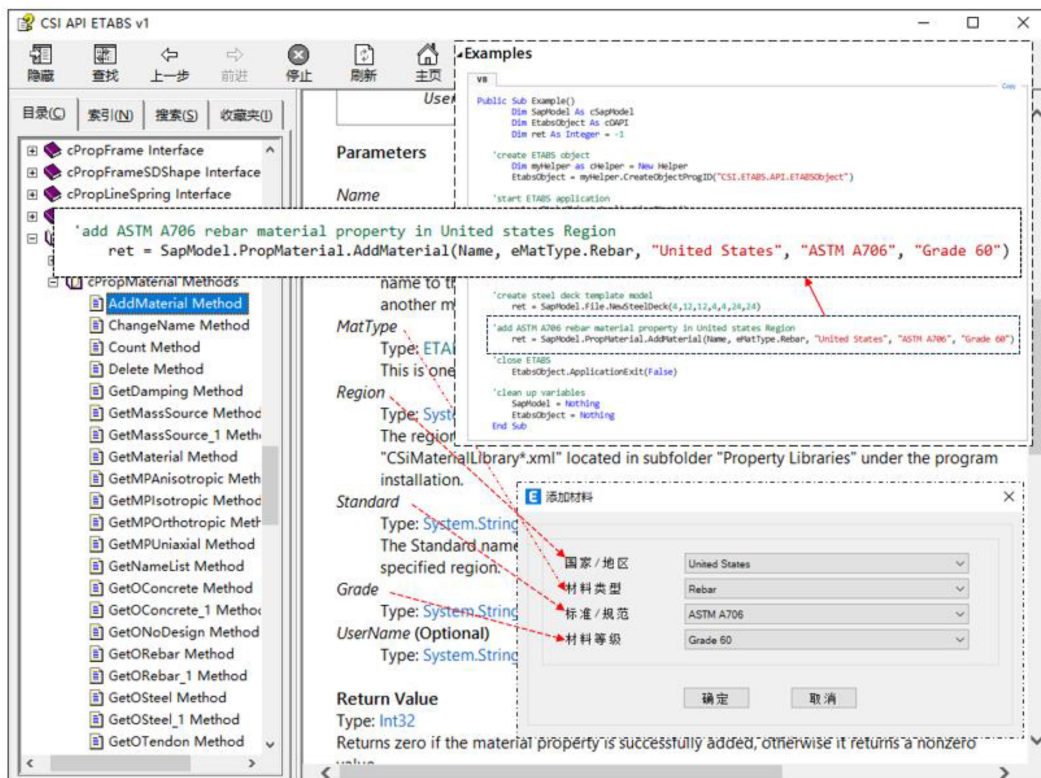 CSI API ETABS v1
隐藏 查找 上一步 前进 停止 刷新 主页
目录(C) 索引(N) 搜索(S) 收藏夹(I)
cPropFrame Interface
cPropFrameSDShape Interface
cPropLineSpring Interface
cPropMaterial Methods
AddMaterial Method
ChangeName Method
Count Method
Delete Method
GetDamping Method
GetMassSource Method
GetMassSource_1 Meth
GetMaterial Method
GetMPAnisotropic Meth
GetMPIsotropic Method
GetMPOrthotropic Meth
GetMPUniaxial Method
GetNameList Method
GetOConcrete Method
GetOConcrete_1 Method
GetONoDesign Method
GetORebar Method
GetORebar_1 Method
GetOSteel Method
GetOSteel_1 Method
GetOTendon Method
User
Parameters
Name
name to th
another m
MatType
Type: ETA
This is one
Region
Type: Syst
The region
"CSiMaterialLibrary*.xml" located in subfolder "Property Libraries" under the program
installation.
Standard
Type: System.String
The Standard name
specified region.
Grade
Type: System.String
UserName (Optional)
Type: System.String
Return Value
Type: Int32
Returns zero if the material property is successfully added, otherwise it returns a nonzero
Examples
VB
Copy
Public Sub Example()
Dim SapModel As cSapModel
Dim EtabsObject As cOAPI
Dim ret As Integer = -1
'create ETABS object
Dim myHelper as cHelper = New Helper
EtabsObject = myHelper.CreateObjectProgID("CSI.ETABS.API.ETABSObject")
'start ETABS application
'add ASTM A706 rebar material property in United states Region
ret = SapModel.PropMaterial.AddMaterial(Name, eMatType.Rebar, "United States", "ASTM A706", "Grade 60")
'create steel deck template model
ret = SapModel.File.NewSteelDeck(4,12,12,4,4,24,24)
'add ASTM A706 rebar material property in United states Region
ret = SapModel.PropMaterial.AddMaterial(Name, eMatType.Rebar, "United States", "ASTM A706", "Grade 60")
'close ETABS
EtabsObject.ApplicationExit(False)
'clean up variables
SapModel = Nothing
EtabsObject = Nothing
End Sub
添加材料
国家/地区 United States
材料类型 Rebar
标准/规范 ASTM A706
材料等级 Grade 60
确定 取消